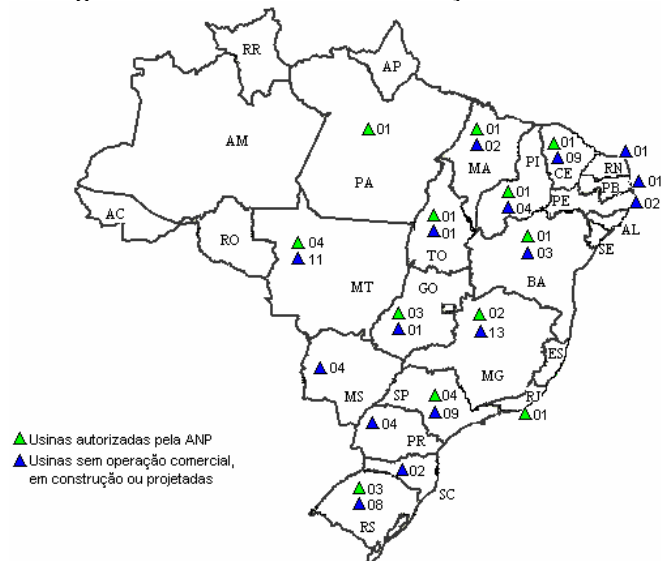 RR
AP
01
01
02
01
09
01
AM
PA
MA
PI
CE
RN
01
PB
02
AC
RO
01
04
PE
AL
SE
01
01
TO
01
03
BA
04
11
MT
GO
03
01
02
13
MG
ES
04
MS
SP
04
09
RJ
01
04
PR
02
SC
03
08
RS
Usinas autorizadas pela ANP
Usinas sem operação comercial,
em construção ou projetadas